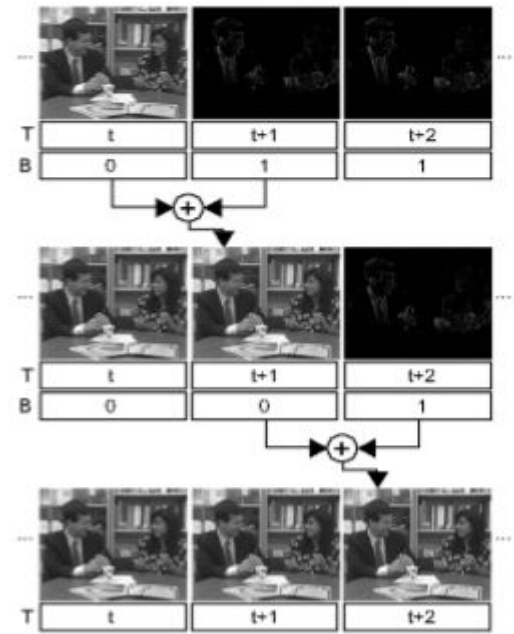 ... ...
T t t+1 t+2
B 0 1 1
+
... ...
T t t+1 t+2
B 0 0 1
+
... ...
T t t+1 t+2